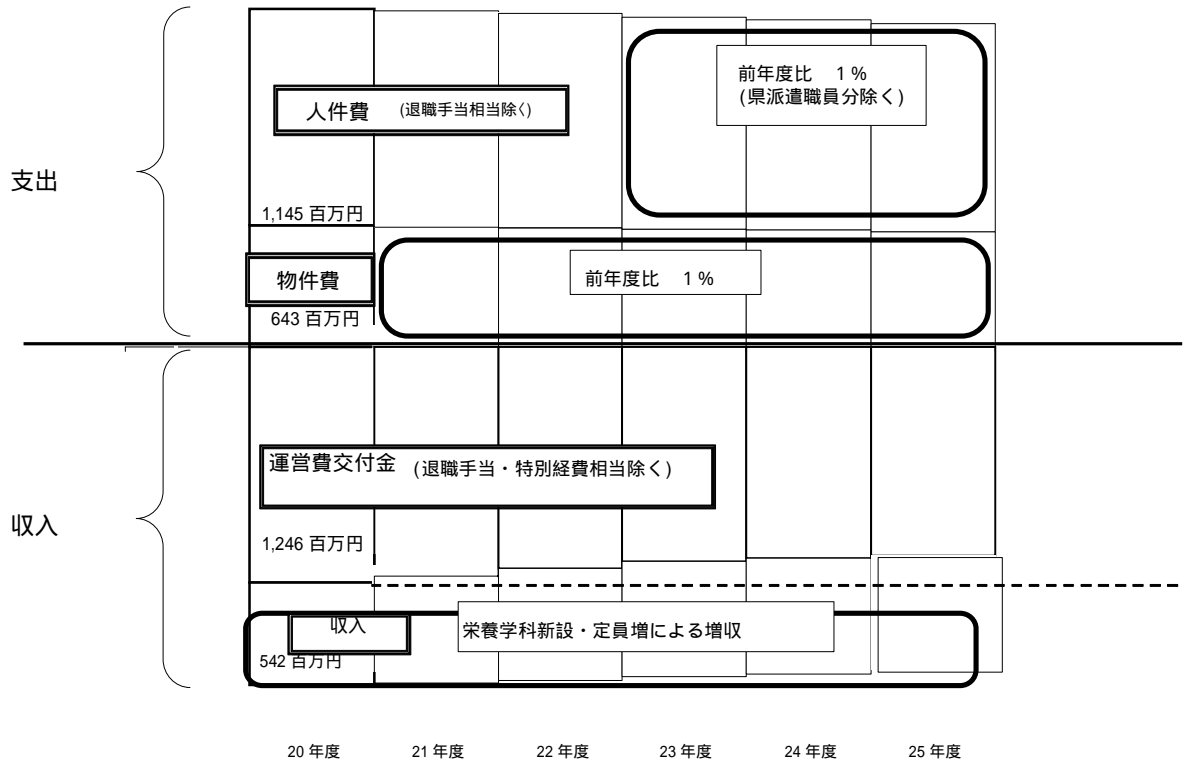 前年度比 1%
(県派遣職員分除く)
人件費 (退職手当相当除く)
支出
1,145 百万円
物件費
前年度比 1%
643 百万円
運営費交付金 (退職手当・特別経費相当除く)
収入
1,246 百万円
収入
栄養学科新設・定員増による増収
542 百万円
20 年度 21 年度 22 年度 23 年度 24 年度 25 年度